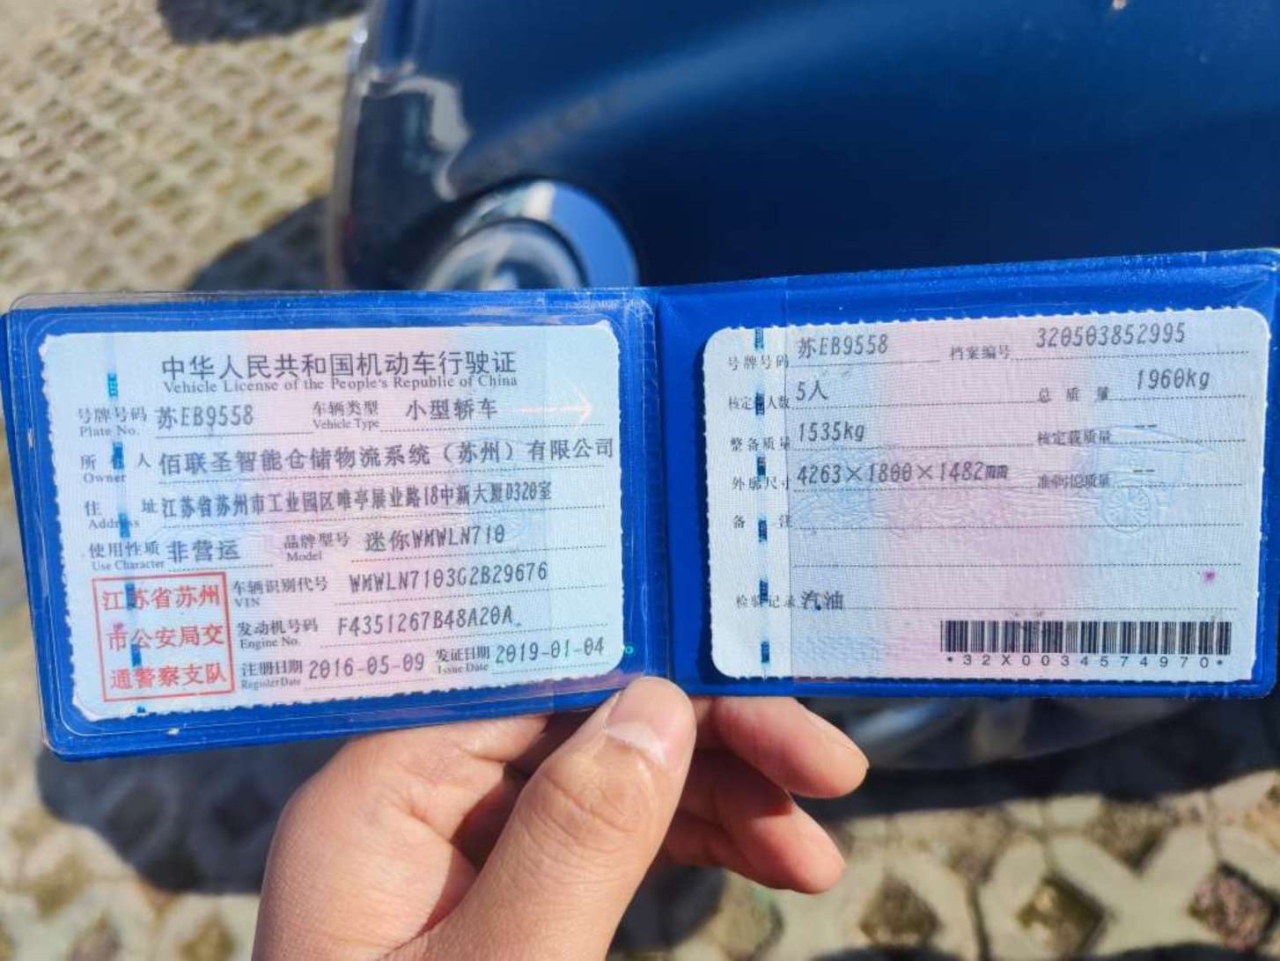 中华人民共和国机动车行驶证
Vehicle License of the People's Republic of China
号牌号码 苏EB9558 车辆类型 小型轿车
Plate No. Vehicle Type
所 人 佰联圣智能仓储物流系统（苏州）有限公司
Owner
住 址 江苏省苏州市工业园区唯亭展业路18中新大厦D320室
Address
使用性质 非营运 品牌型号 迷你WMWLN710
Use Character Model
江苏省苏州
市公安局交
通警察支队
车辆识别代号 WMWLN7103G2B29676
VIN
发动机号码 F4351267B48A20A
Engine No.
注册日期 2016-05-09 发证日期 2019-01-04
Register Date Issue Date
号牌号码 苏EB9558 档案编号 320503852995
核定 人数 5人 总质量 1960kg
整备质量 1535kg 核定载质量 --
外廓尺寸 4263×1800×1482 质量 --
备 注
检验记录 汽油
*32X0034574970*